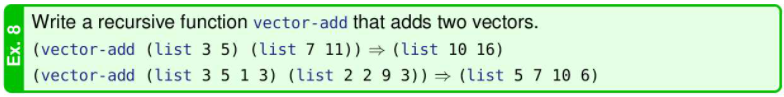 Ex. 8
Write a recursive function vector-add that adds two vectors.
(vector-add (list 3 5) (list 7 11)) ⇒ (list 10 16)
(vector-add (list 3 5 1 3) (list 2 2 9 3)) ⇒ (list 5 7 10 6)